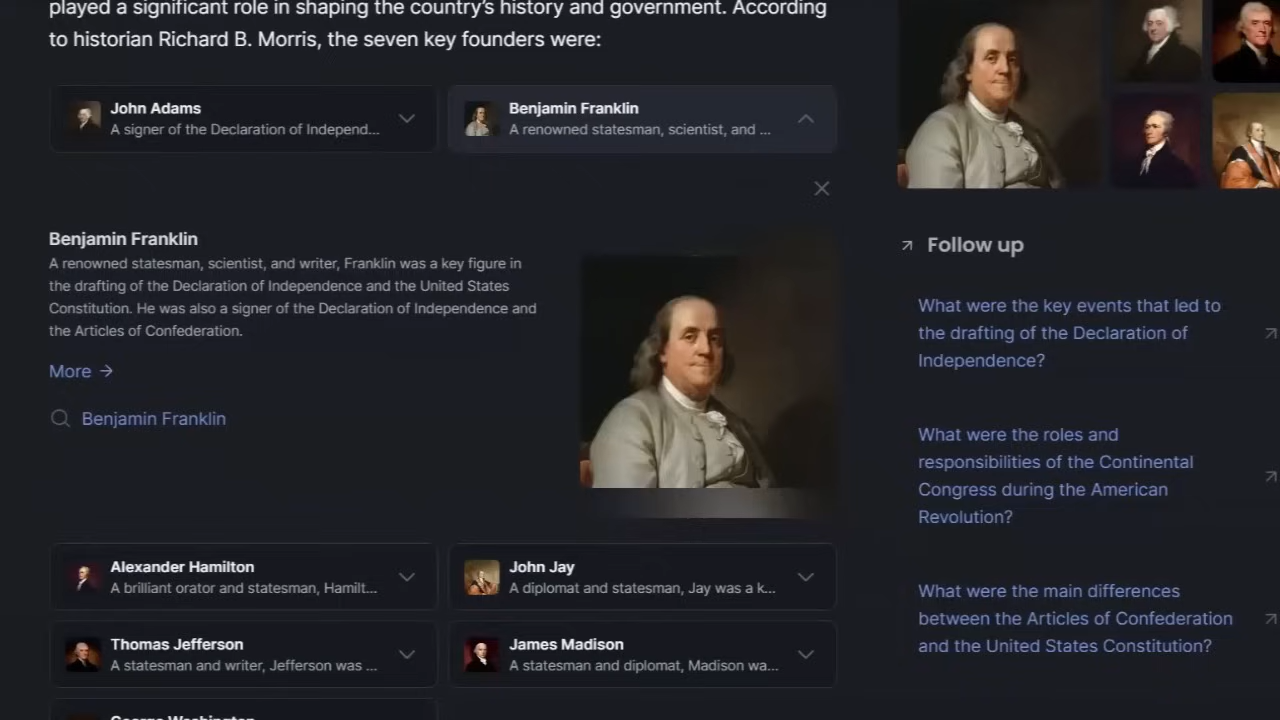 played a significant role in shaping the country's history and government. According
to historian Richard B. Morris, the seven key founders were:
John Adams
A signer of the Declaration of Independ...
Benjamin Franklin
A renowned statesman, scientist, and ...
Benjamin Franklin
A renowned statesman, scientist, and writer, Franklin was a key figure in
the drafting of the Declaration of Independence and the United States
Constitution. He was also a signer of the Declaration of Independence and
the Articles of Confederation.
More →
Benjamin Franklin
Alexander Hamilton
A brilliant orator and statesman, Hamilt...
John Jay
A diplomat and statesman, Jay was a k...
Thomas Jefferson
A statesman and writer, Jefferson was ...
James Madison
A statesman and diplomat, Madison wa...
George Washington
Follow up
What were the key events that led to
the drafting of the Declaration of
Independence?
What were the roles and
responsibilities of the Continental
Congress during the American
Revolution?
What were the main differences
between the Articles of Confederation
and the United States Constitution?